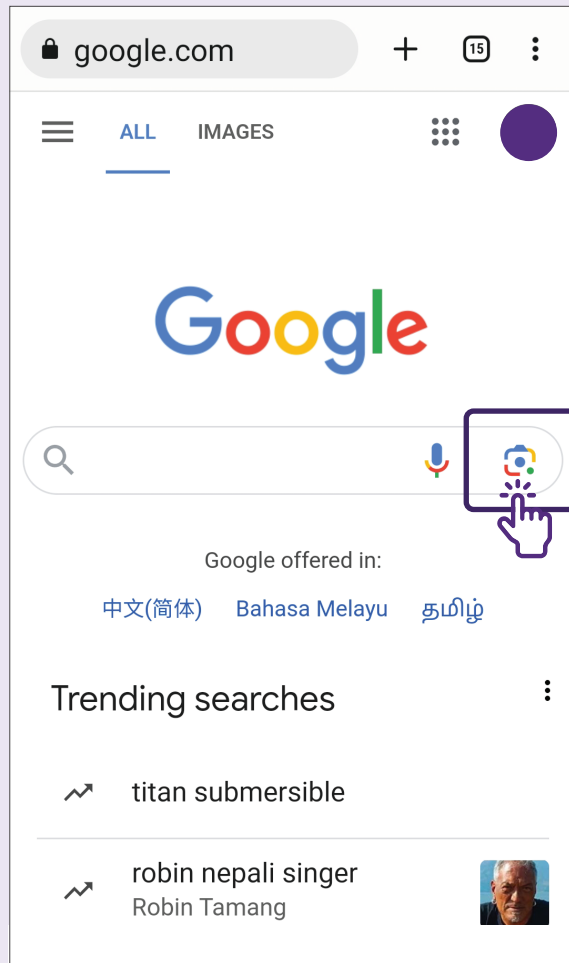 google.com
15
ALL IMAGES
Google
Google offered in:
中文(简体) Bahasa Melayu தமிழ்
Trending searches
titan submersible
robin nepali singer
Robin Tamang